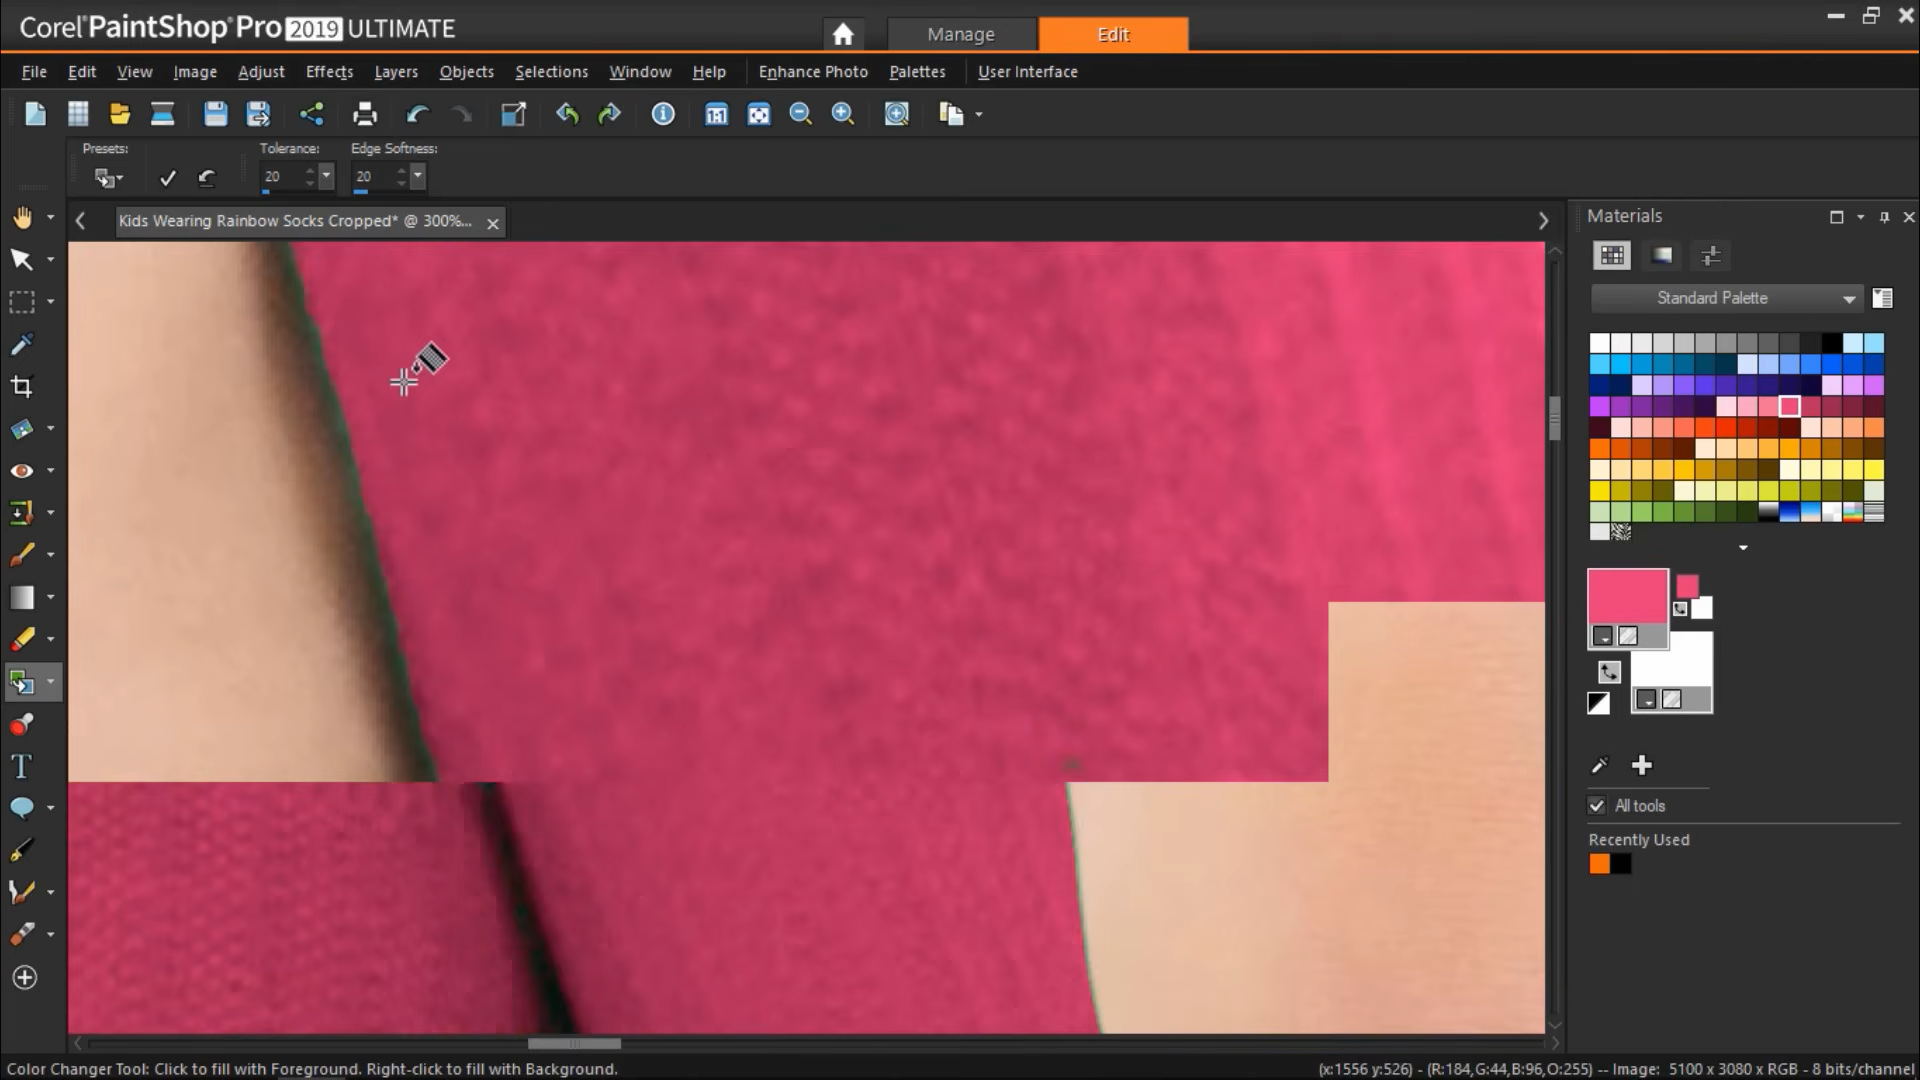 Corel® PaintShop® Pro 2019 ULTIMATE
Manage
Edit
File Edit View Image Adjust Effects Layers Objects Selections Window Help Enhance Photo Palettes User Interface
1:1
Presets: Tolerance: Edge Softness:
20 20
Kids Wearing Rainbow Socks Cropped* @ 300%...
Materials
Standard Palette
T
All tools
Recently Used
Color Changer Tool: Click to fill with Foreground. Right-click to fill with Background.
(x:1556 y:526) - (R:184,G:44,B:96,O:255) -- Image: 5100 x 3080 x RGB - 8 bits/channel